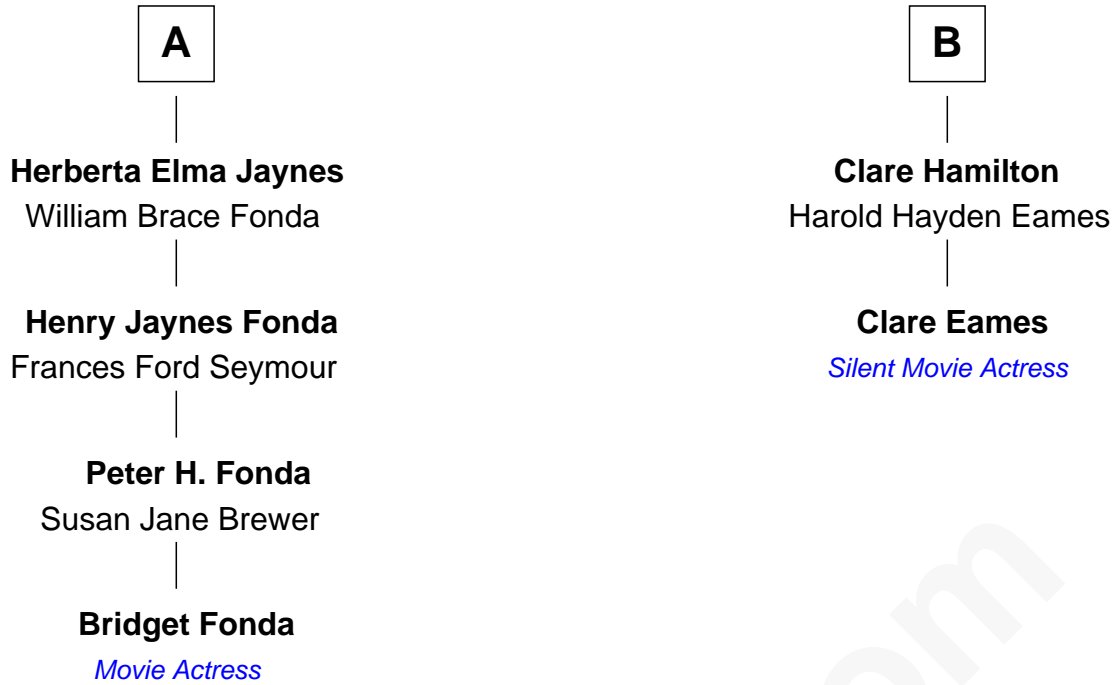 A
Herberta Elma Jaynes
William Brace Fonda
Henry Jaynes Fonda
Frances Ford Seymour
Peter H. Fonda
Susan Jane Brewer
Bridget Fonda
Movie Actress
B
Clare Hamilton
Harold Hayden Eames
Clare Eames
Silent Movie Actress
om